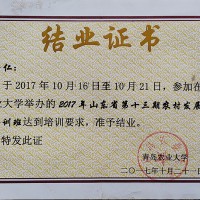 结业证书
仁：
于2017年10月16日至10月21日，参加在
业大学举办的2017年山东省第十三期农村发展
训班达到培训要求，准予结业。
特发此证
青岛农业大学
二〇一七年十月二十一日